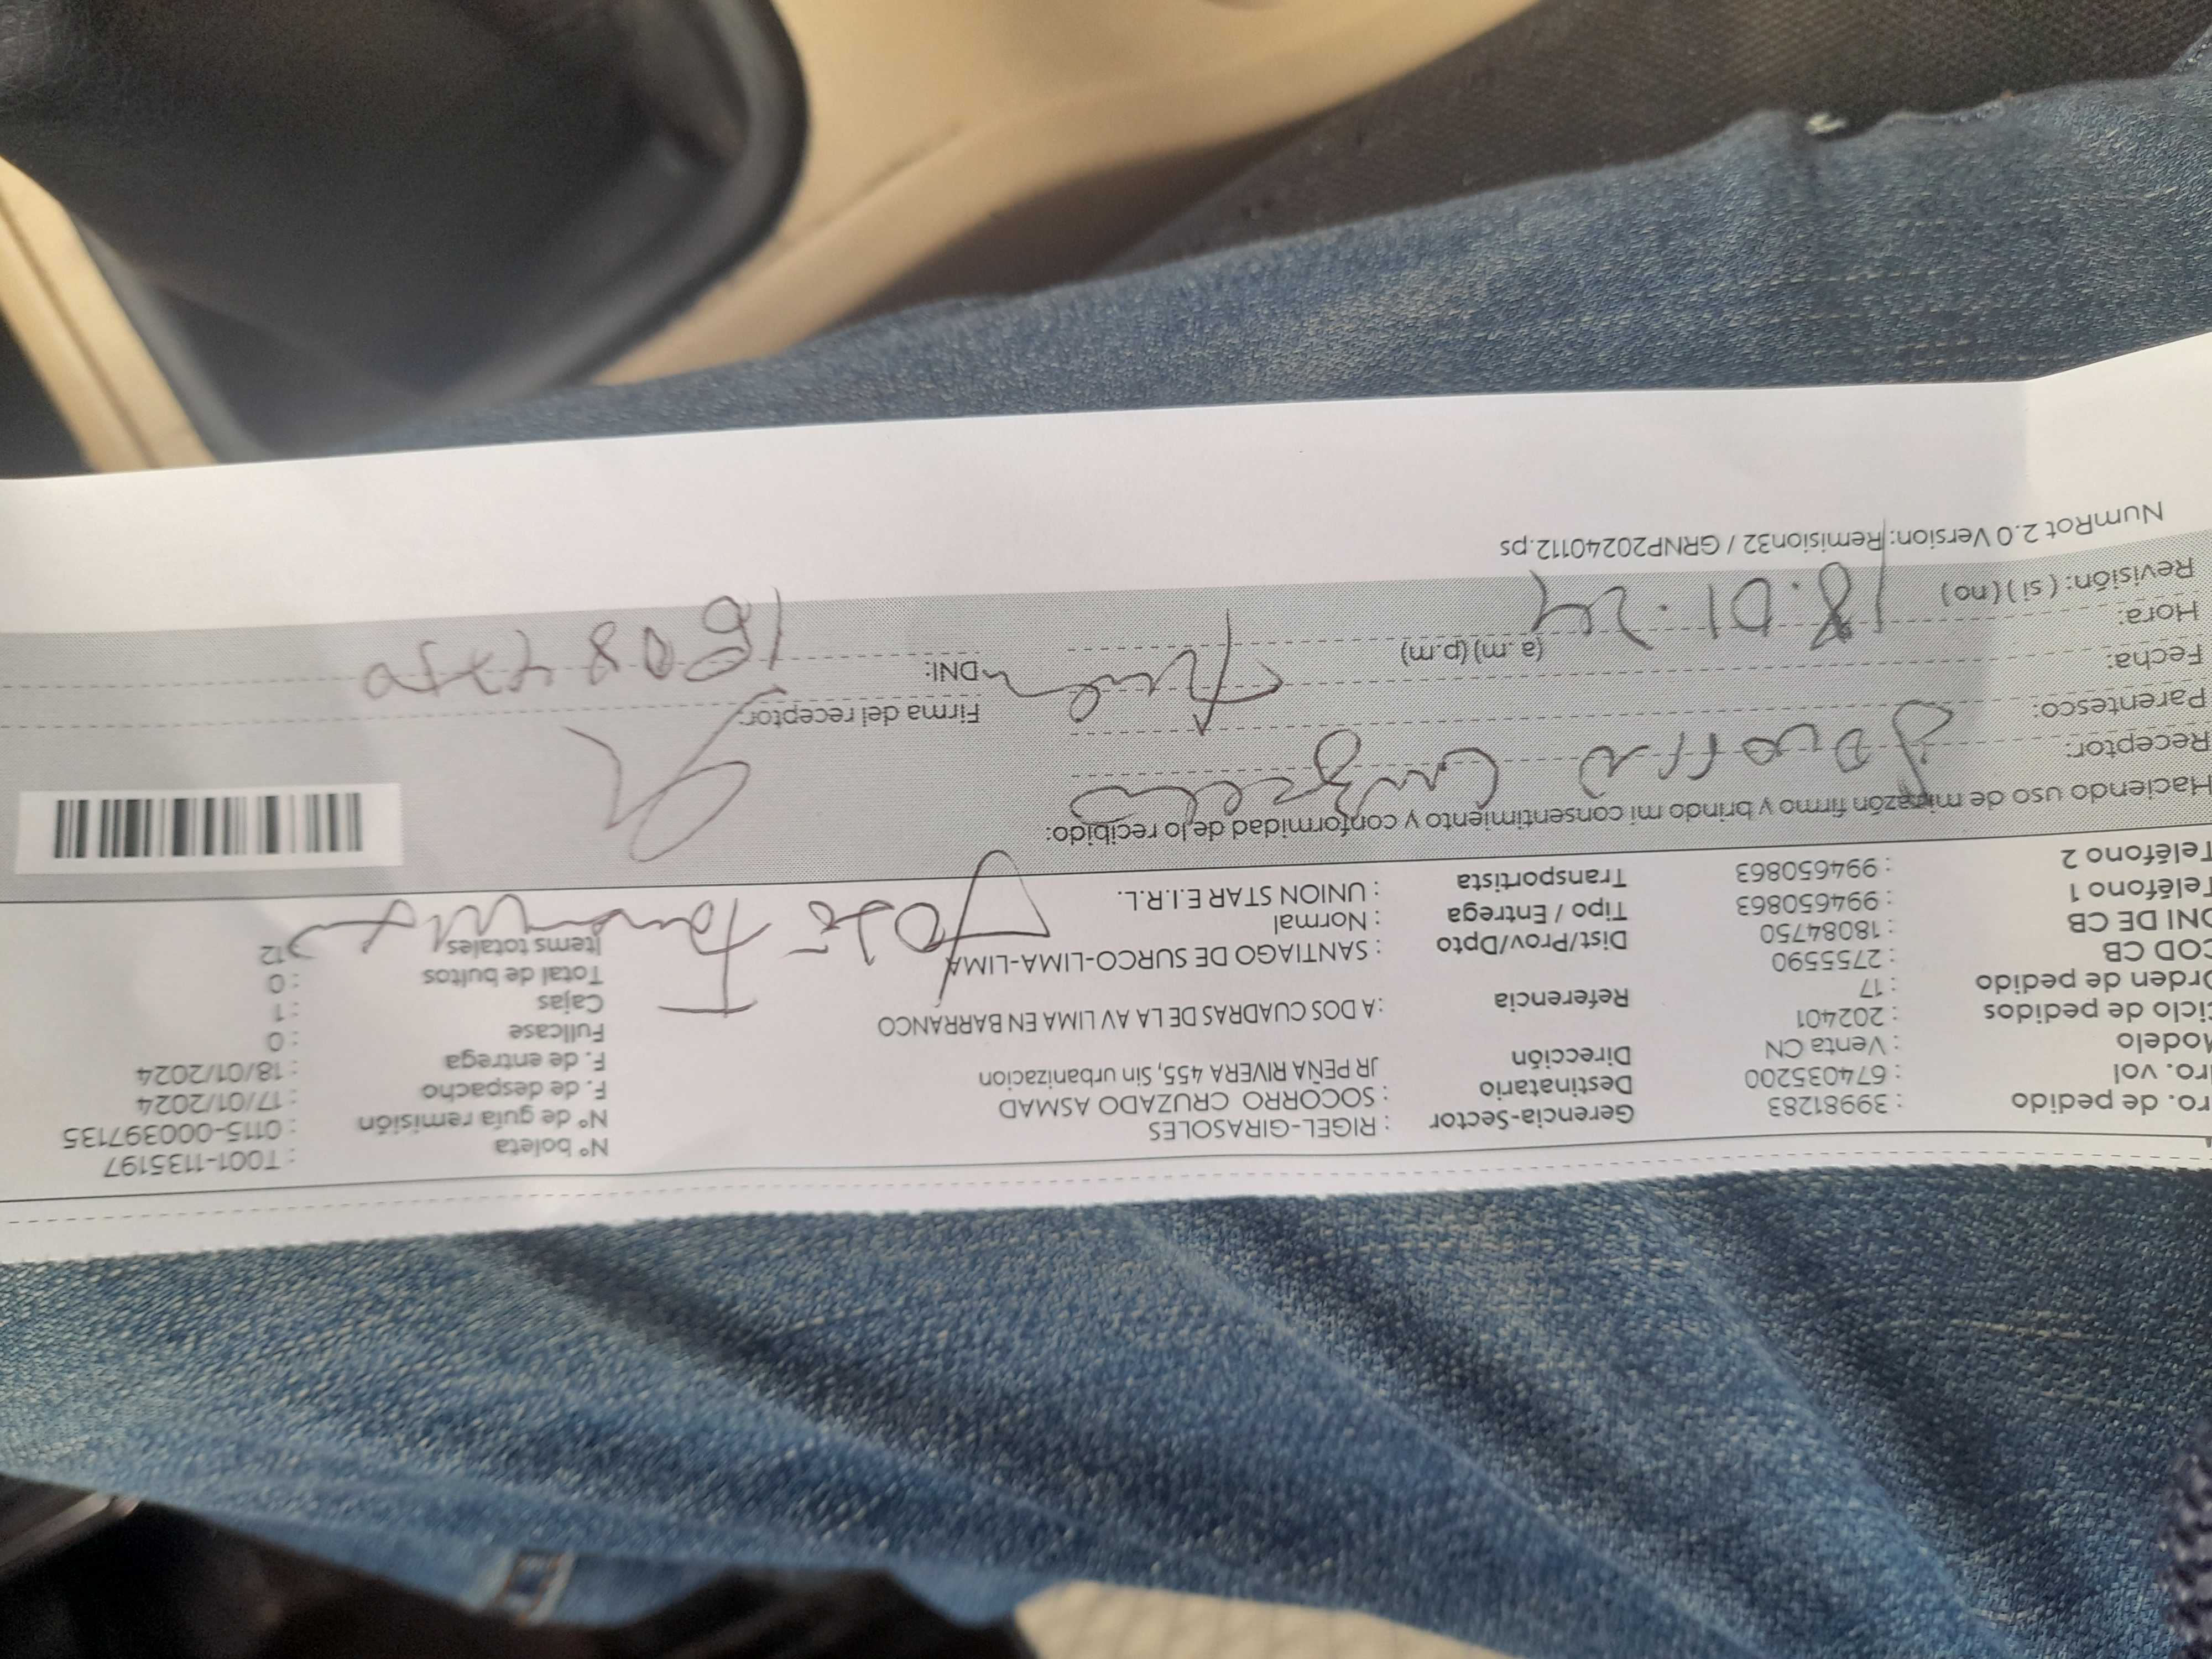 ro. de pedido : 39981283 Gerencia-Sector : RIGEL-GIRASOLES Nº boleta : T001-1135197
ro. vol : 674035200 Destinatario : SOCORRO CRUZADO ASMAD Nº de guía remisión : 0115-000397135
Modelo : Venta CN Dirección JR PEÑA RIVERA 455, Sin urbanizacion F. de despacho : 17/01/2024
Ciclo de pedidos : 202401 F. de entrega : 18/01/2024
Orden de pedido : 17 Referencia : A DOS CUADRAS DE LA AV LIMA EN BARRANCO Fullcase : 0
COD CB : 2755590 Cajas : 1
DNI DE CB : 18084750 Dist/Prov/Dpto : SANTIAGO DE SURCO-LIMA-LIMA Total de bultos : 0
Teléfono 1 : 994650863 Tipo / Entrega : Normal Items totales : 12
Teléfono 2 : 994650863 Transportista : UNION STAR E.I.R.L.
José
Haciendo uso de mi razón firmo y brindo mi consentimiento y conformidad de lo recibido:
Receptor: Socorro Cruzado
Parentesco: Firma del receptor:
Fecha: DNI: 18084750
Hora: 18.01.24 (a.m) (p.m)
Revisión: (si) (no)
NumRot 2.0 Version: Remision32 / GRNP20240112.ps